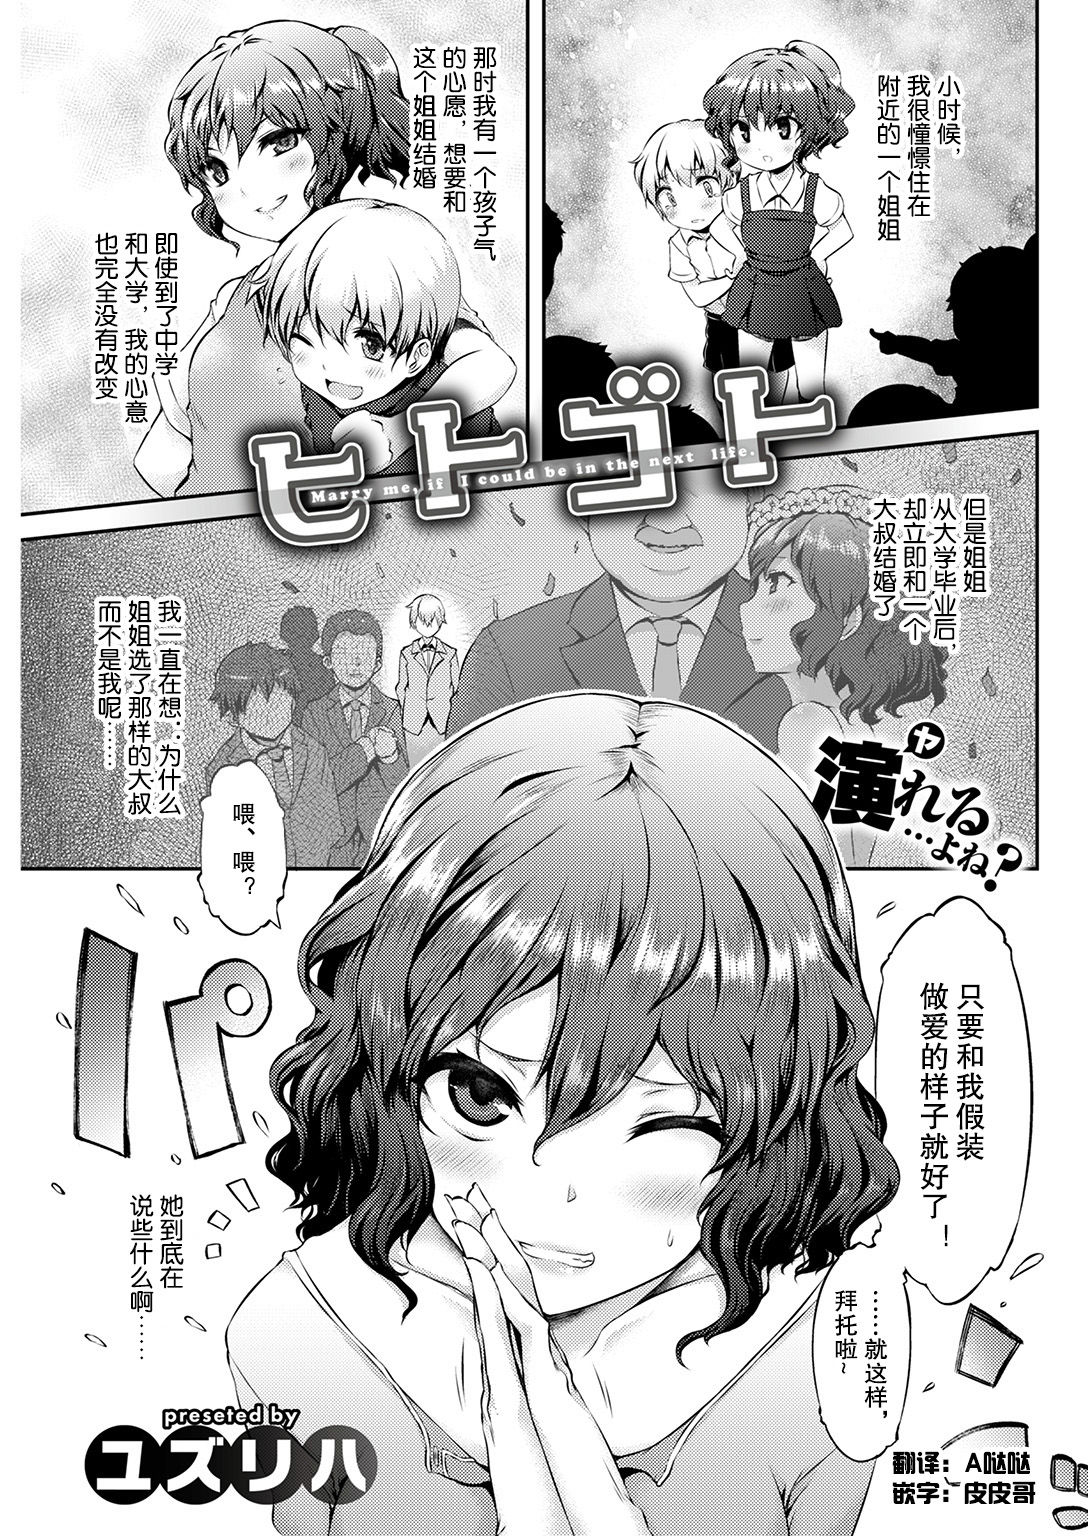 小时候，
我很憧憬住在
附近的一个姐姐
那时我有一个孩子气
的心愿，想要和
这个姐姐结婚
即使到了中学
和大学，我的心意
也完全没有改变
ヒトゴト
Marry me, if I could be in the next life.
但是姐姐
从大学毕业后，
却立即和一个
大叔结婚了
我一直在想…为什么
姐姐选了那样的大叔
而不是我呢……
ヤ
演れる
…よね？
喂、喂？
只要和我假装
做爱的样子就好了！
……就这样，
拜托啦~
她到底在
说些什么啊……
preseted by
ユズリハ
翻译：A哒哒
嵌字：皮皮哥